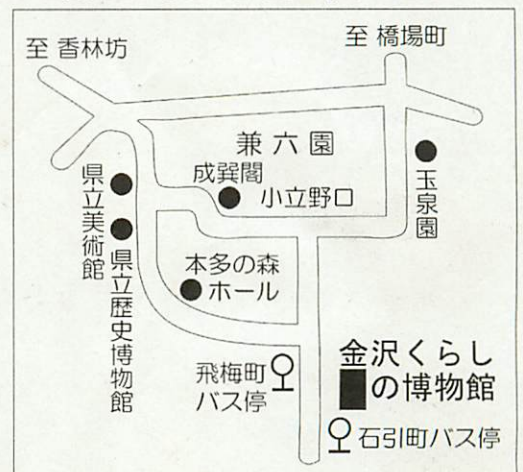 至 香林坊
至 橋場町
兼六園
成巽閣
小立野口
玉泉園
県立美術館
県立歴史博物館
本多の森
ホール
飛梅町
バス停
金沢くらし
の博物館
石引町バス停